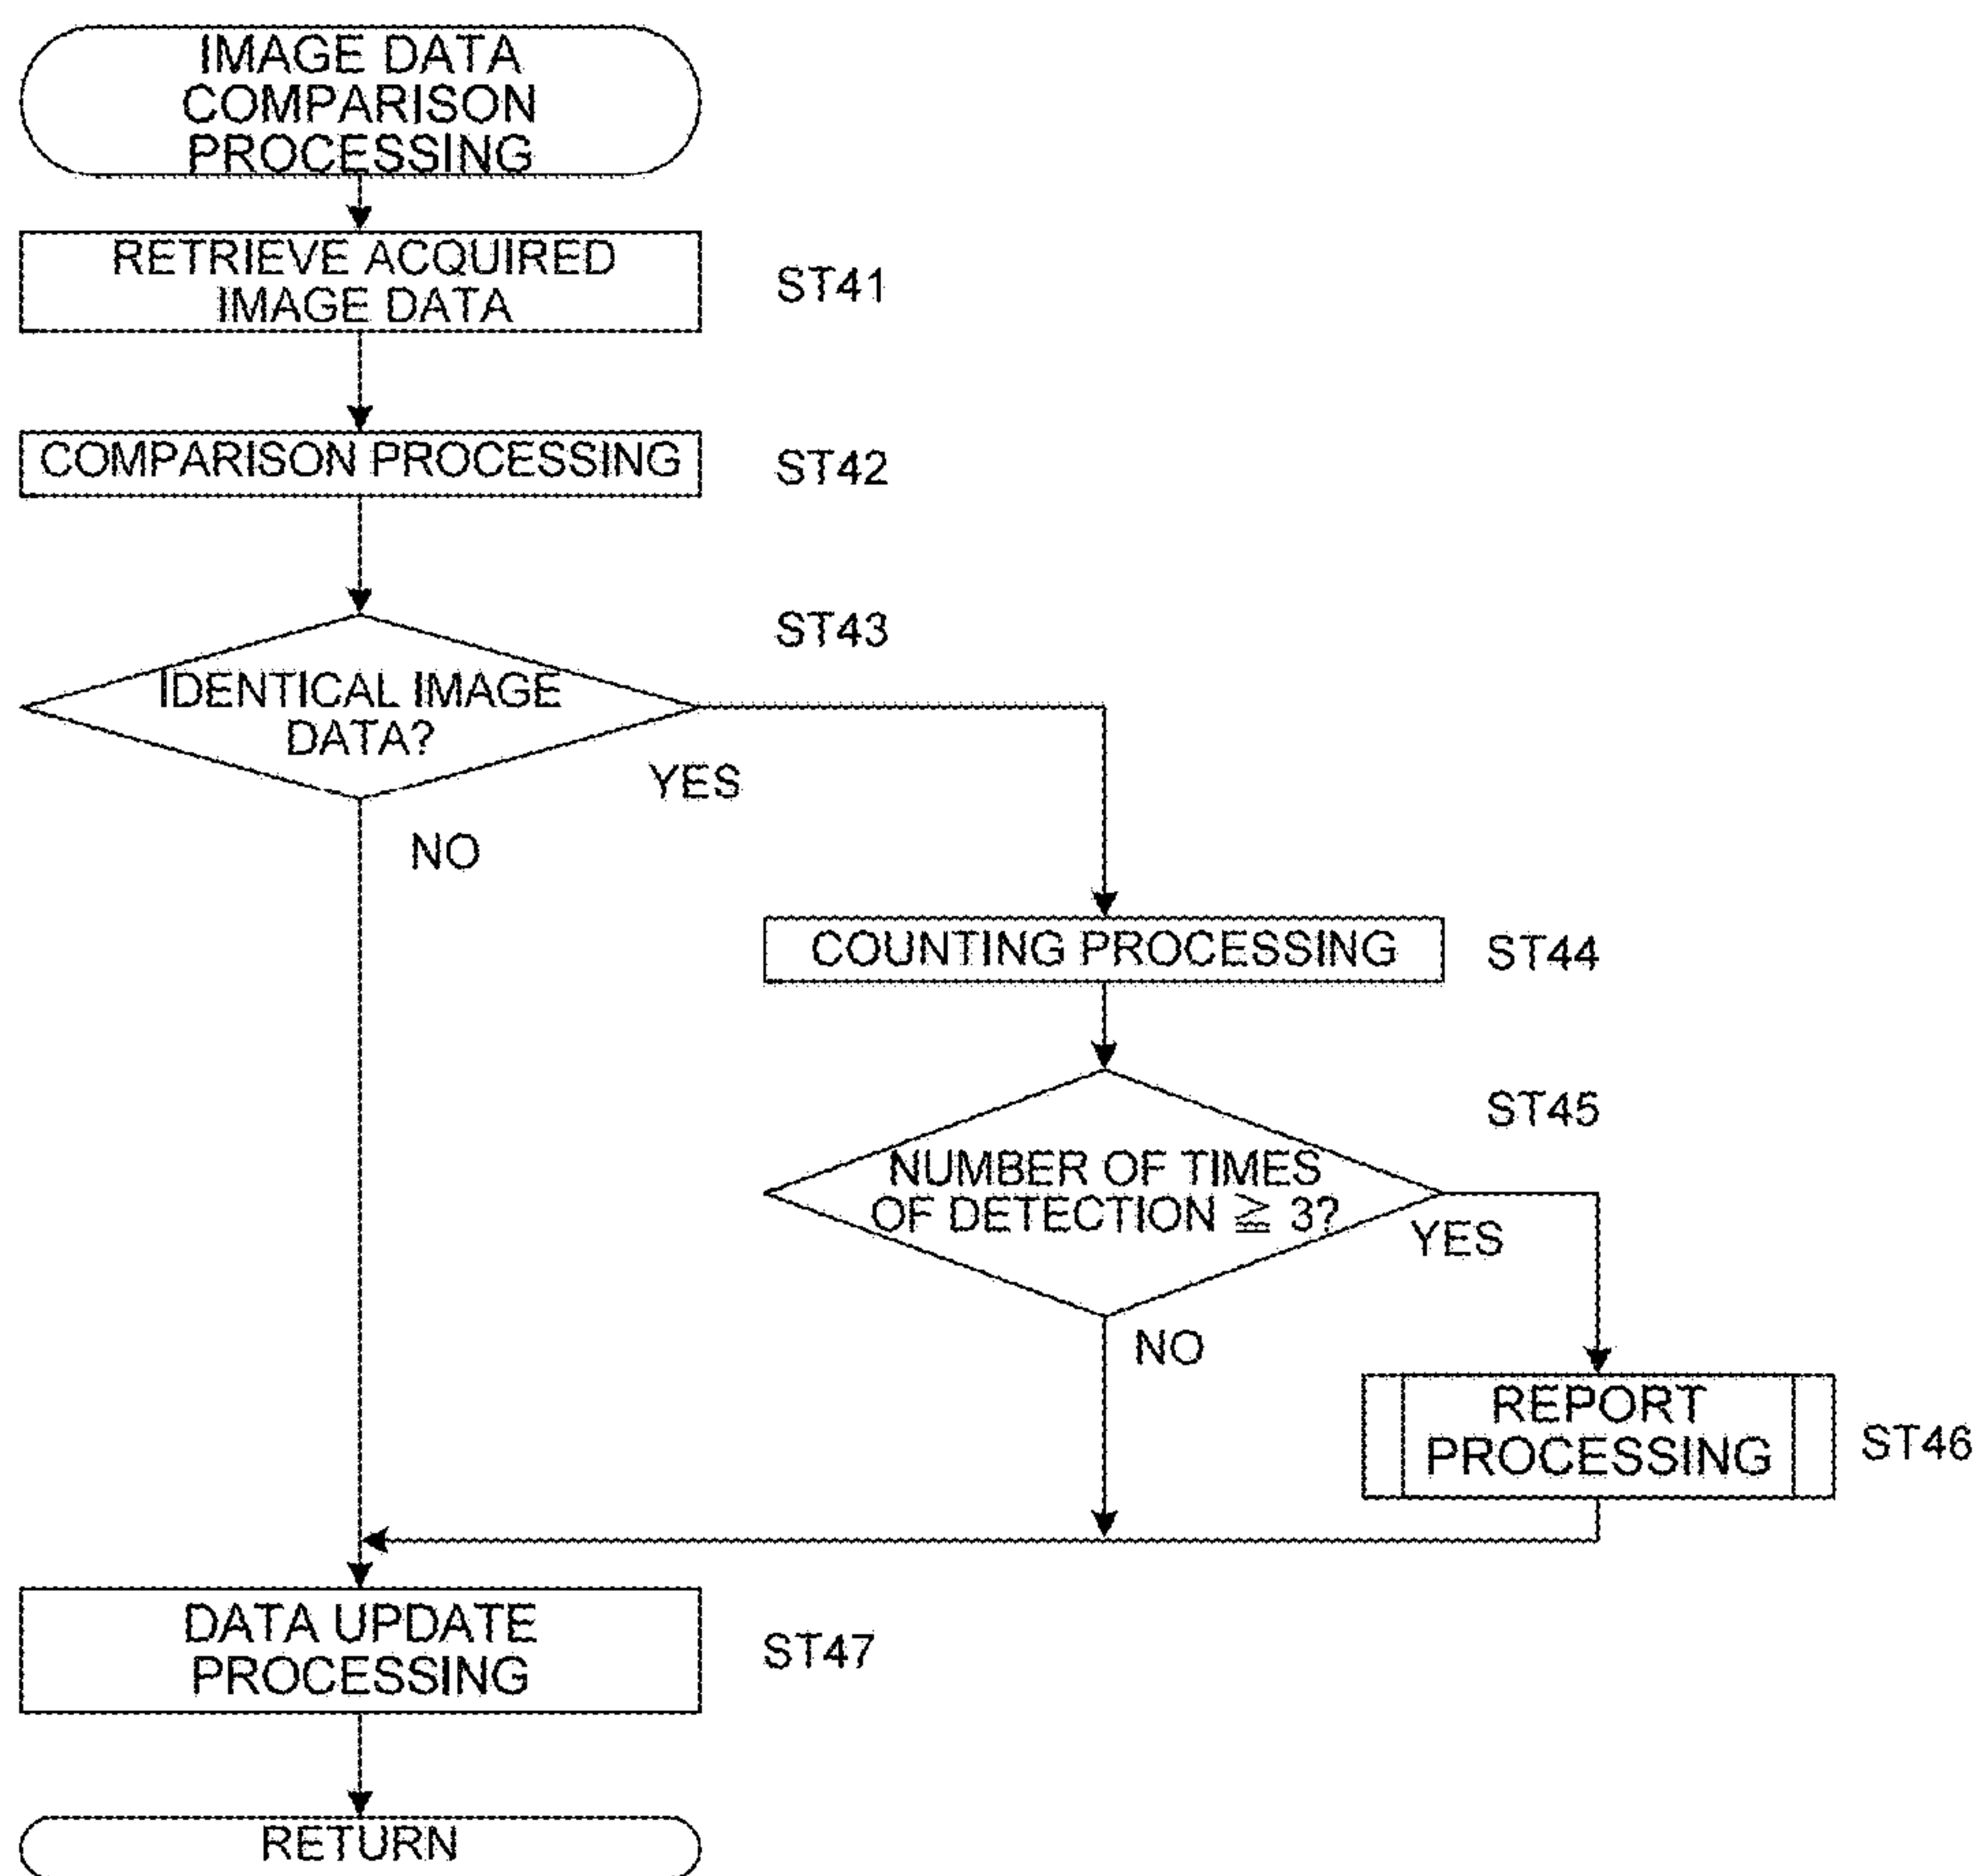 IMAGE DATA
COMPARISON
PROCESSING
RETRIEVE ACQUIRED
IMAGE DATA
ST41
COMPARISON PROCESSING
ST42
ST43
IDENTICAL IMAGE
DATA?
YES
NO
COUNTING PROCESSING
ST44
ST45
NUMBER OF TIMES
OF DETECTION ≧ 3?
YES
NO
REPORT
PROCESSING
ST46
DATA UPDATE
PROCESSING
ST47
RETURN